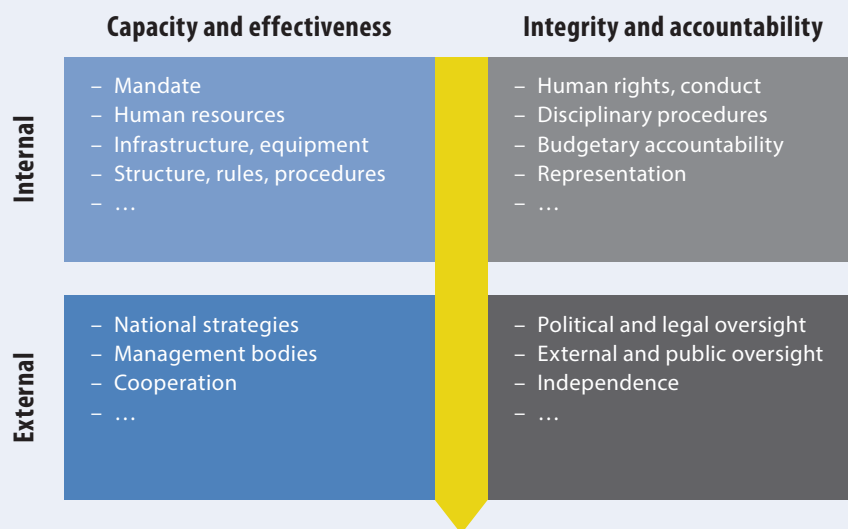 Capacity and effectiveness
Integrity and accountability
Internal
– Mandate
– Human resources
– Infrastructure, equipment
– Structure, rules, procedures
– …
– Human rights, conduct
– Disciplinary procedures
– Budgetary accountability
– Representation
– …
External
– National strategies
– Management bodies
– Cooperation
– …
– Political and legal oversight
– External and public oversight
– Independence
– …